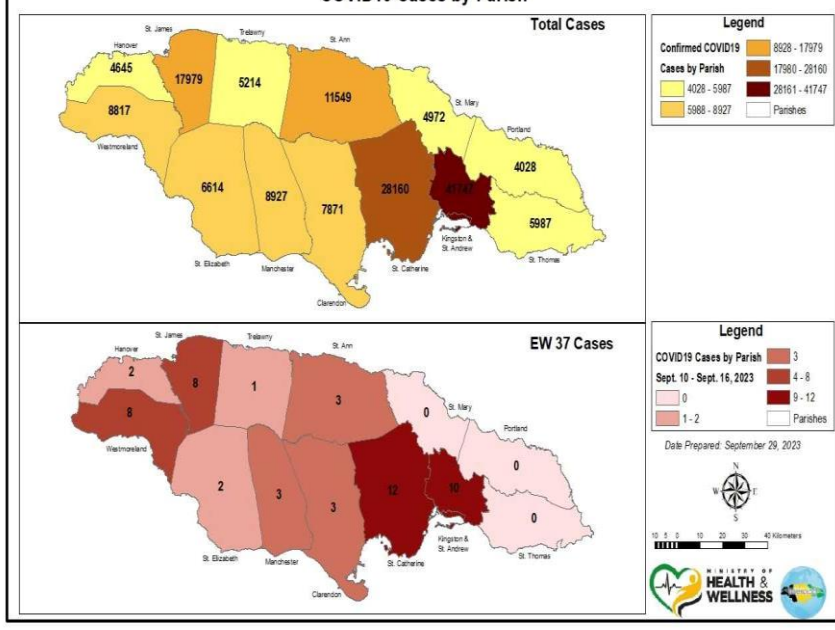 COVID19 Cases by Parish
Total Cases
Hanover
St. James
Trelawny
St. Ann
4645
17979
5214
11549
8817
4972
St. Mary
Portland
Westmoreland
4028
6614
8927
7871
28160
41747
5987
Kingston &
St. Andrew
St. Thomas
St. Elizabeth
Manchester
St. Catherine
Clarendon
Legend
Confirmed COVID19
Cases by Parish
4028 - 5987
5988 - 8927
8928 - 17979
17980 - 28160
28161 - 41747
Parishes
EW 37 Cases
Hanover
St. James
Trelawny
St. Ann
2
8
1
3
8
0
St. Mary
Portland
Westmoreland
0
2
3
3
12
10
0
Kingston &
St. Andrew
St. Thomas
St. Elizabeth
Manchester
St. Catherine
Clarendon
Legend
COVID19 Cases by Parish
Sept. 10 - Sept. 16, 2023
0
1 - 2
3
4 - 8
9 - 12
Parishes
Date Prepared: September 29, 2023
N
W
E
S
10 5 0 10 20 30 40 Kilometers
MINISTRY OF
HEALTH &
WELLNESS